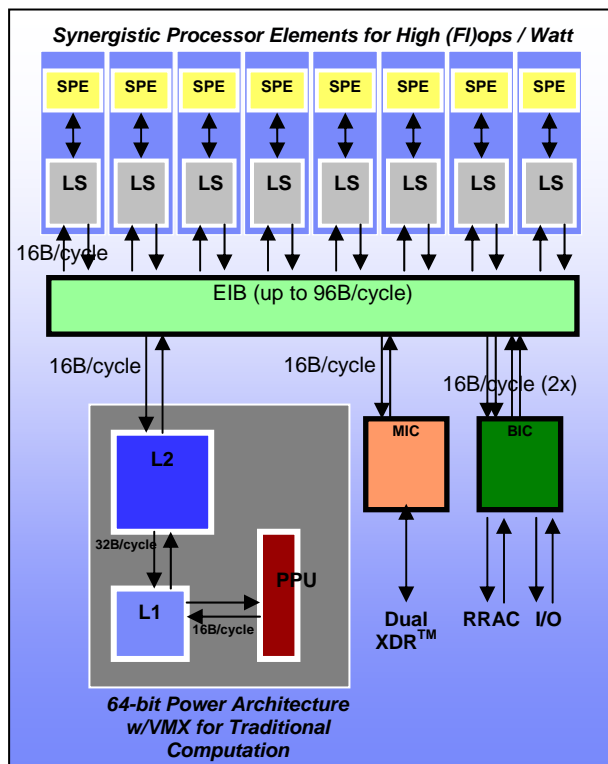 Synergistic Processor Elements for High (Fl)ops / Watt
SPE SPE SPE SPE SPE SPE SPE SPE
LS LS LS LS LS LS LS LS
16B/cycle
EIB (up to 96B/cycle)
16B/cycle 16B/cycle 16B/cycle (2x)
L2 MIC BIC
32B/cycle
PPU
L1
16B/cycle
Dual RRAC I/O
XDR™
64-bit Power Architecture
w/VMX for Traditional
Computation